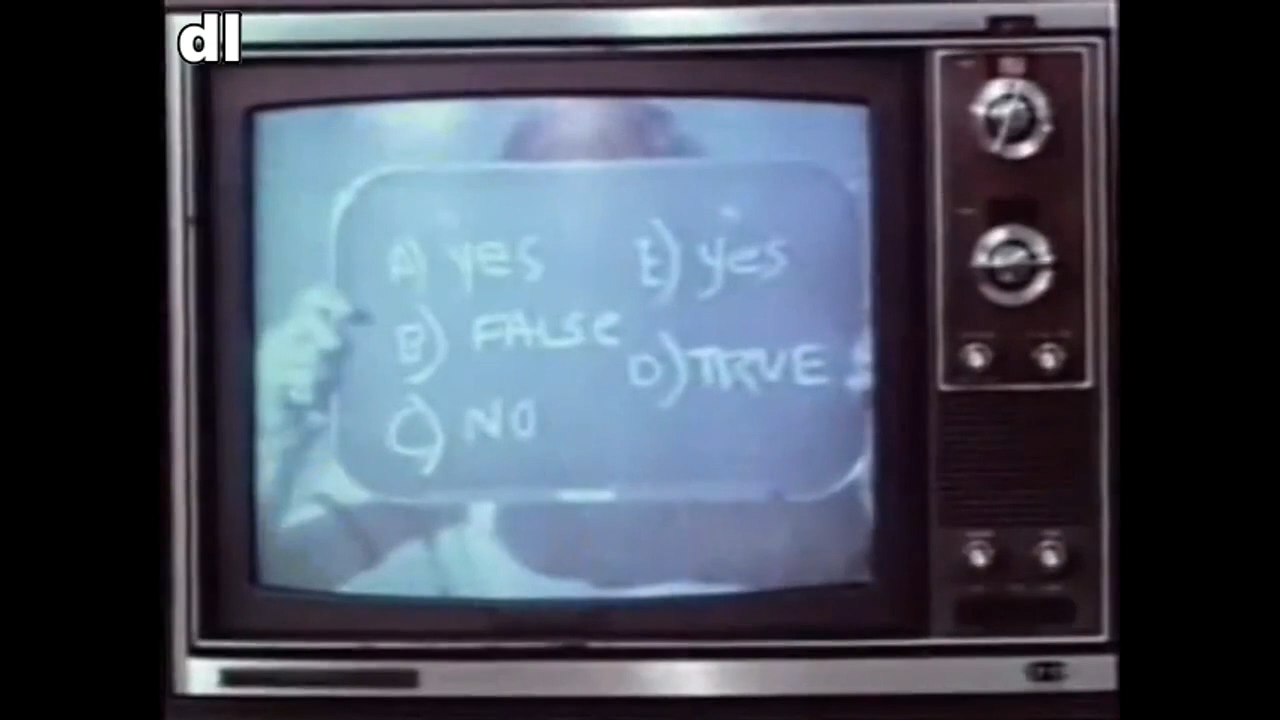 dl
A) yes
B) FALSE
C) NO
E) yes
D) TRUE